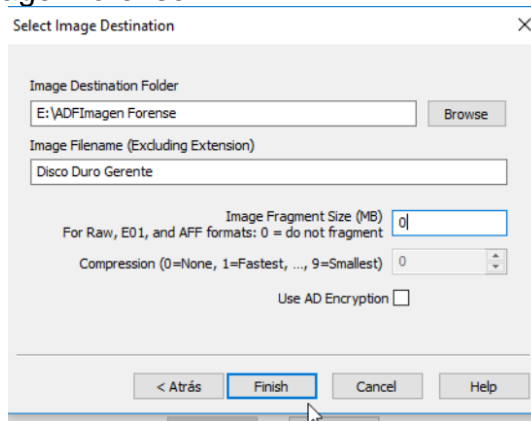 Select Image Destination
Image Destination Folder
E:\ADFImagen Forense
Browse
Image Filename (Excluding Extension)
Disco Duro Gerente
Image Fragment Size (MB)
For Raw, E01, and AFF formats: 0 = do not fragment
0
Compression (0=None, 1=Fastest, ..., 9=Smallest)
0
Use AD Encryption
< Atrás
Finish
Cancel
Help